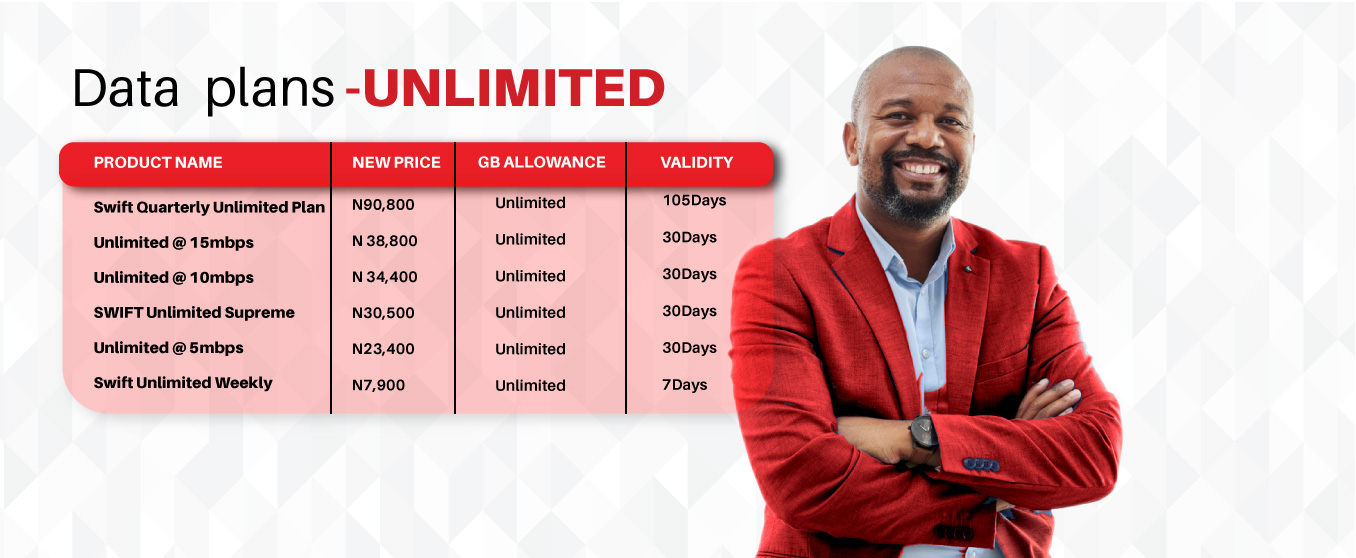 Data plans -UNLIMITED
PRODUCT NAME NEW PRICE GB ALLOWANCE VALIDITY
Swift Quarterly Unlimited Plan N90,800 Unlimited 105Days
Unlimited @ 15mbps N 38,800 Unlimited 30Days
Unlimited @ 10mbps N 34,400 Unlimited 30Days
SWIFT Unlimited Supreme N30,500 Unlimited 30Days
Unlimited @ 5mbps N23,400 Unlimited 30Days
Swift Unlimited Weekly N7,900 Unlimited 7Days